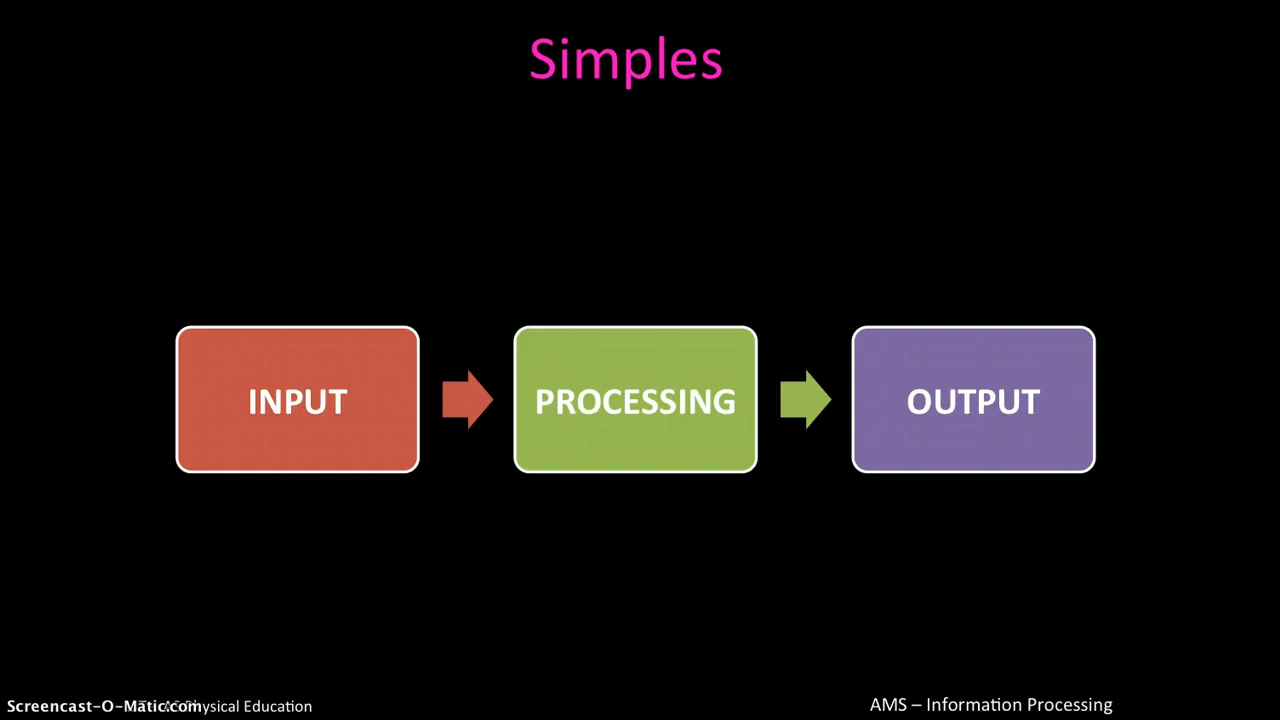 Simples
INPUT
PROCESSING
OUTPUT
Screencast-O-Matic.com Physical Education
AMS – Information Processing